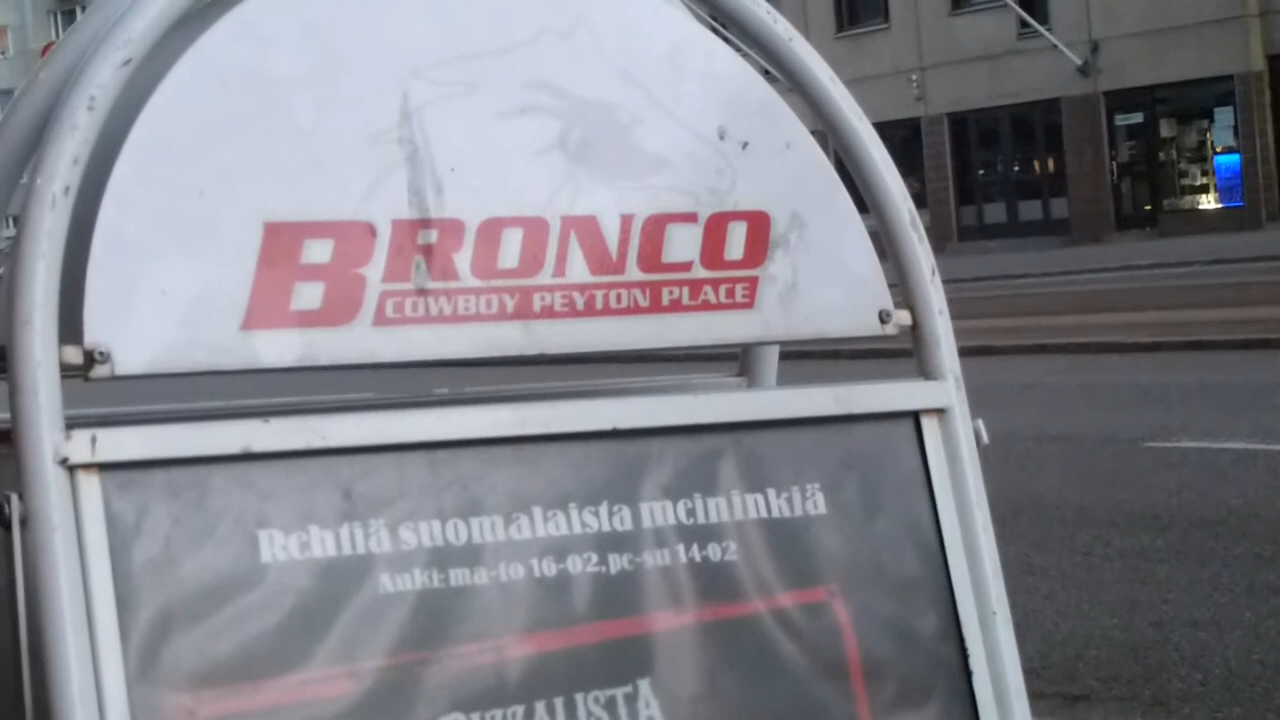 BRONCO
COWBOY PEYTON PLACE
Rehtiä suomalaista meininkiä
Auki: ma-to 16-02, pe-su 14-02
PIZZALISTA